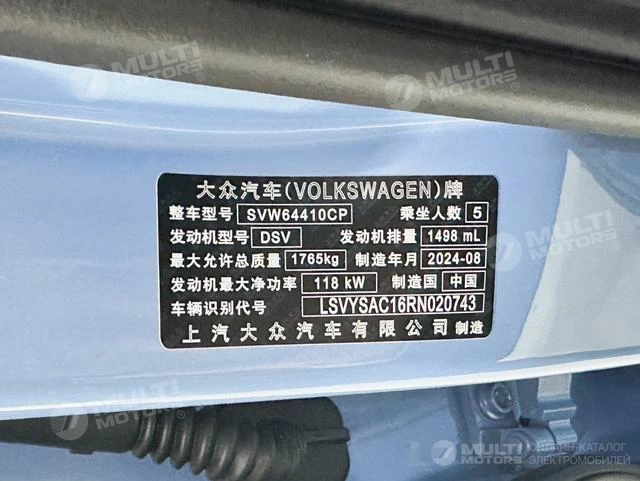 MULTI MOTORS
MULTI MOTORS
大众汽车(VOLKSWAGEN)牌
整车型号 SVW64410CP 乘坐人数 5
发动机型号 DSV 发动机排量 1498 mL
最大允许总质量 1765kg 制造年月 2024-08
发动机最大净功率 118 kW 制造国 中国
车辆识别代号 LSVYSAC16RN020743
上汽大众汽车有限公司 制造
MULTI MOTORS
MULTI MOTORS
ОНЛАЙН-КАТАЛОГ
ЭЛЕКТРОМОБИЛЕЙ